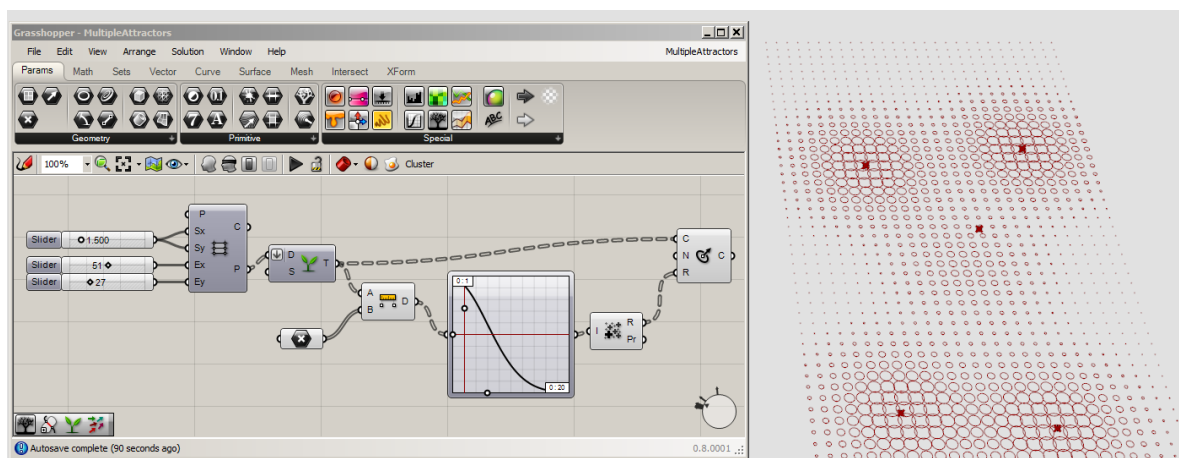 Grasshopper - MultipleAttractors
File Edit View Arrange Solution Window Help MultipleAttractors
Params Math Sets Vector Curve Surface Mesh Intersect XForm
Geometry Primitive Special
100% Cluster
P
Sx C
Slider 1.500 Sy
Slider 51 Ex P
Slider 27 Ey
D T
S
A D
B
0 : 1
0 : 20
I R
Pr
C
N C
R
Autosave complete (90 seconds ago) 0.8.0001